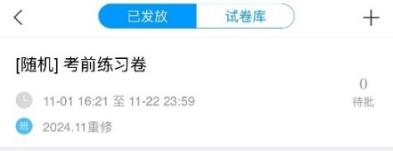 已发放 试卷库
[随机] 考前练习卷
11-01 16:21 至 11-22 23:59
0
待批
班 2024.11重修